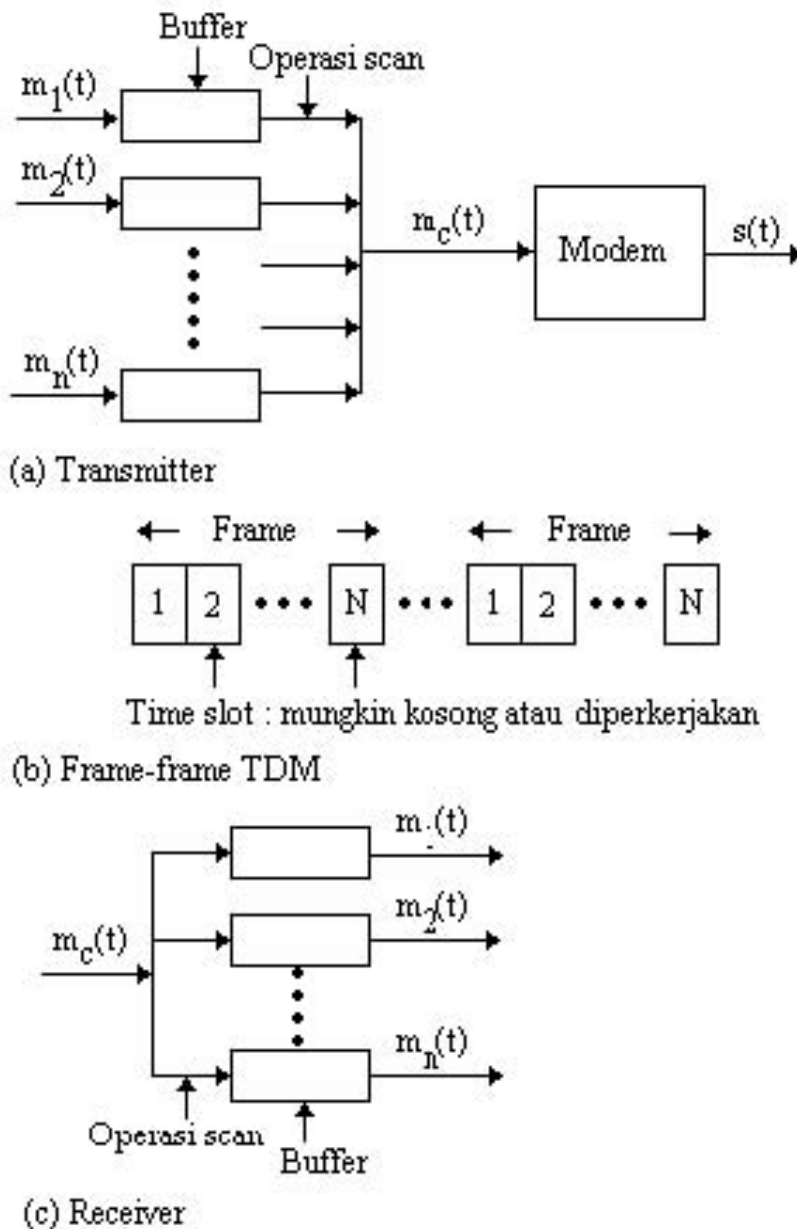 Buffer
Operasi scan
m1(t)
m2(t)
mn(t)
mc(t)
Modem
s(t)
(a) Transmitter
Frame Frame
1 2 N 1 2 N
Time slot : mungkin kosong atau diperkerjakan
(b) Frame-frame TDM
m1(t)
m2(t)
mc(t)
mn(t)
Operasi scan
Buffer
(c) Receiver